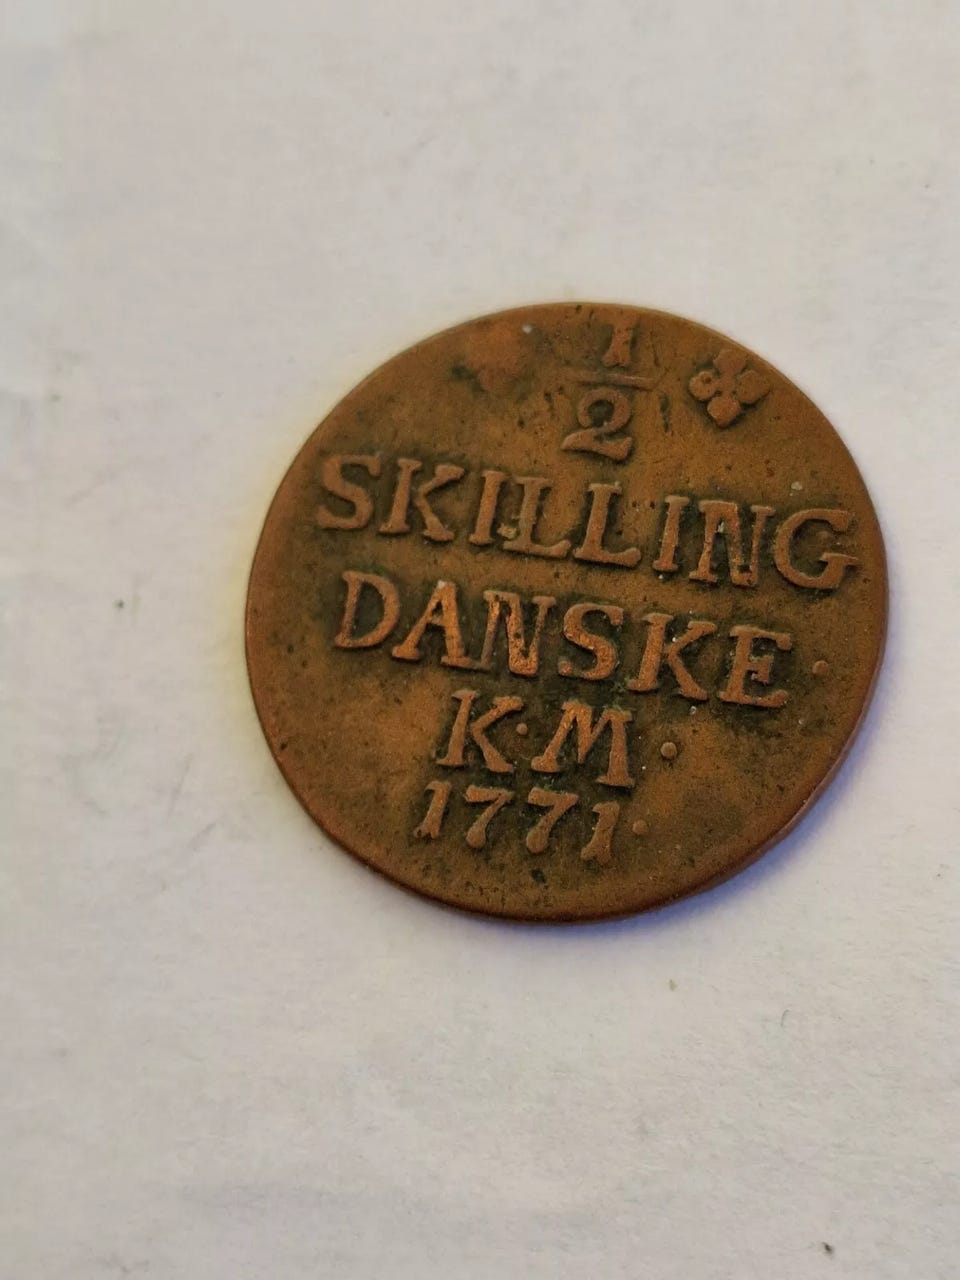 1/2
SKILLING
DANSKE.
K·M.
1771.